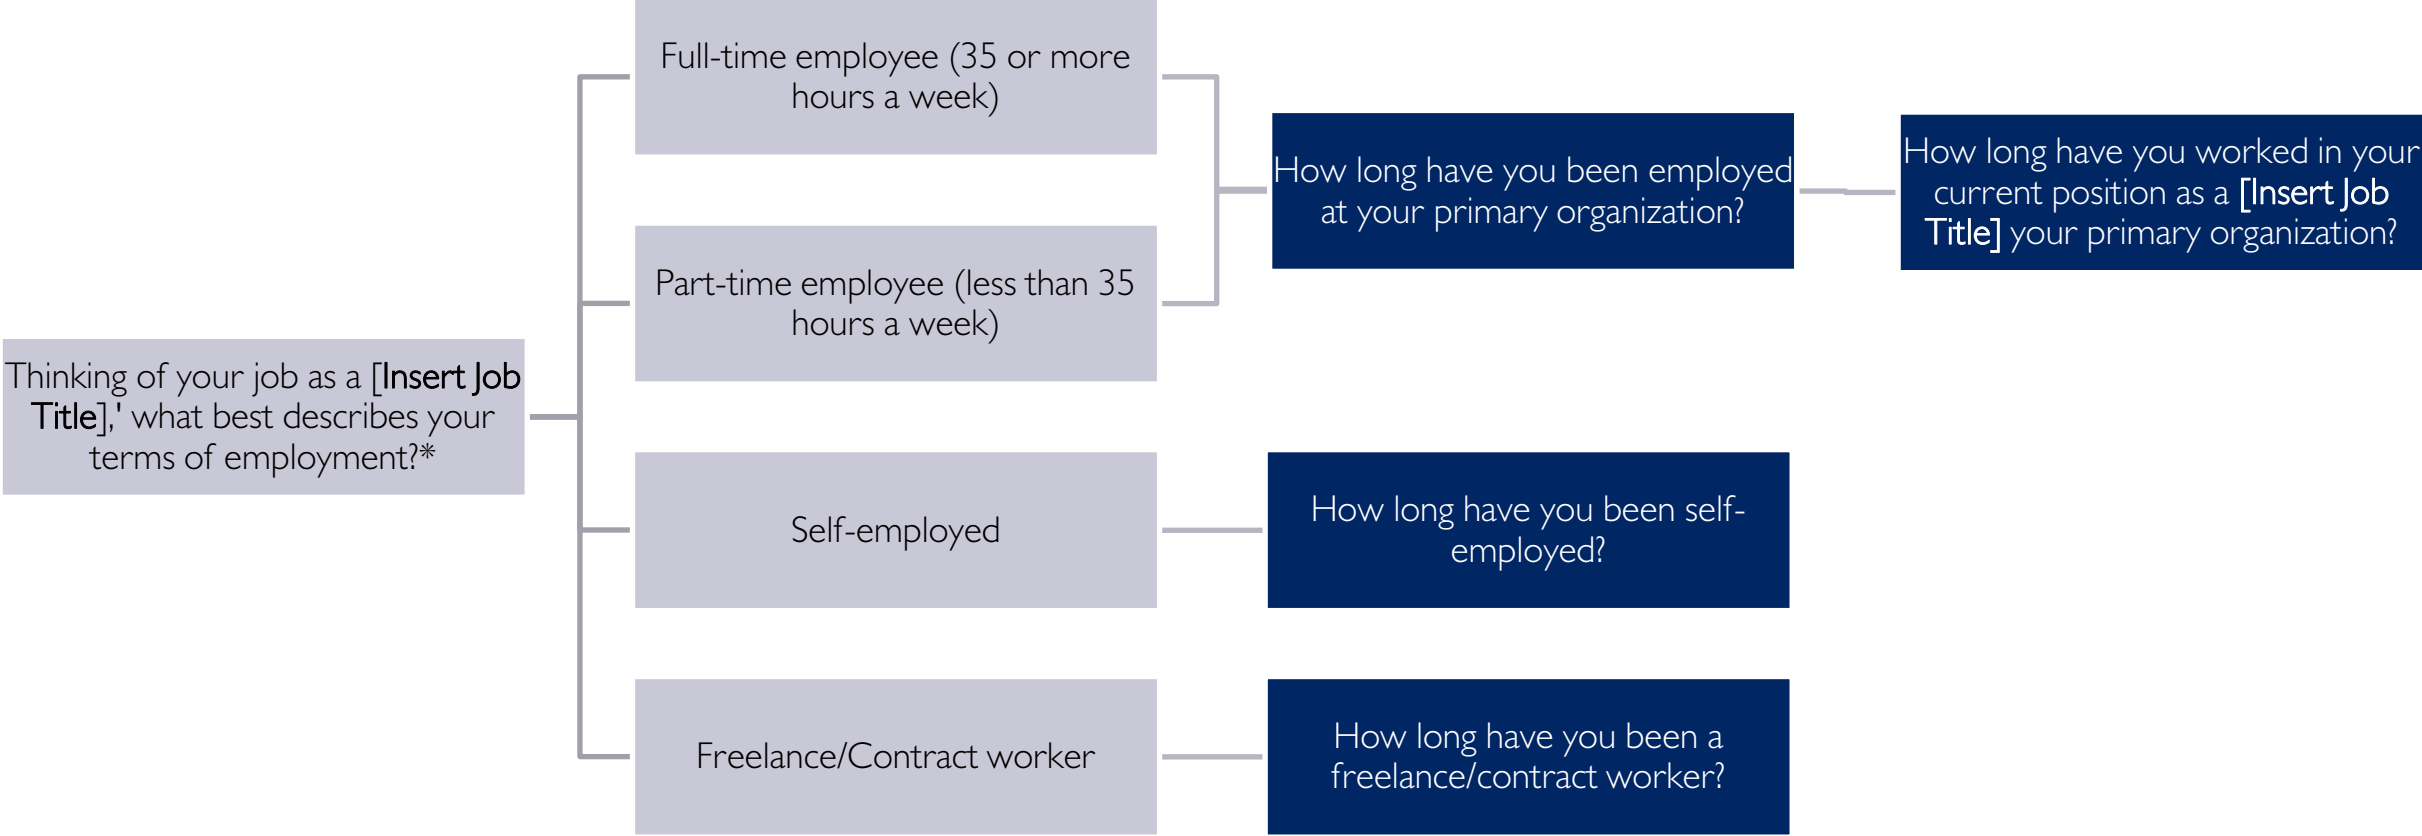 Full-time employee (35 or more
hours a week)
Part-time employee (less than 35
hours a week)
How long have you been employed
at your primary organization?
How long have you worked in your
current position as a [Insert Job
Title] your primary organization?
Thinking of your job as a [Insert Job
Title],' what best describes your
terms of employment?*
Self-employed
How long have you been self-
employed?
Freelance/Contract worker
How long have you been a
freelance/contract worker?